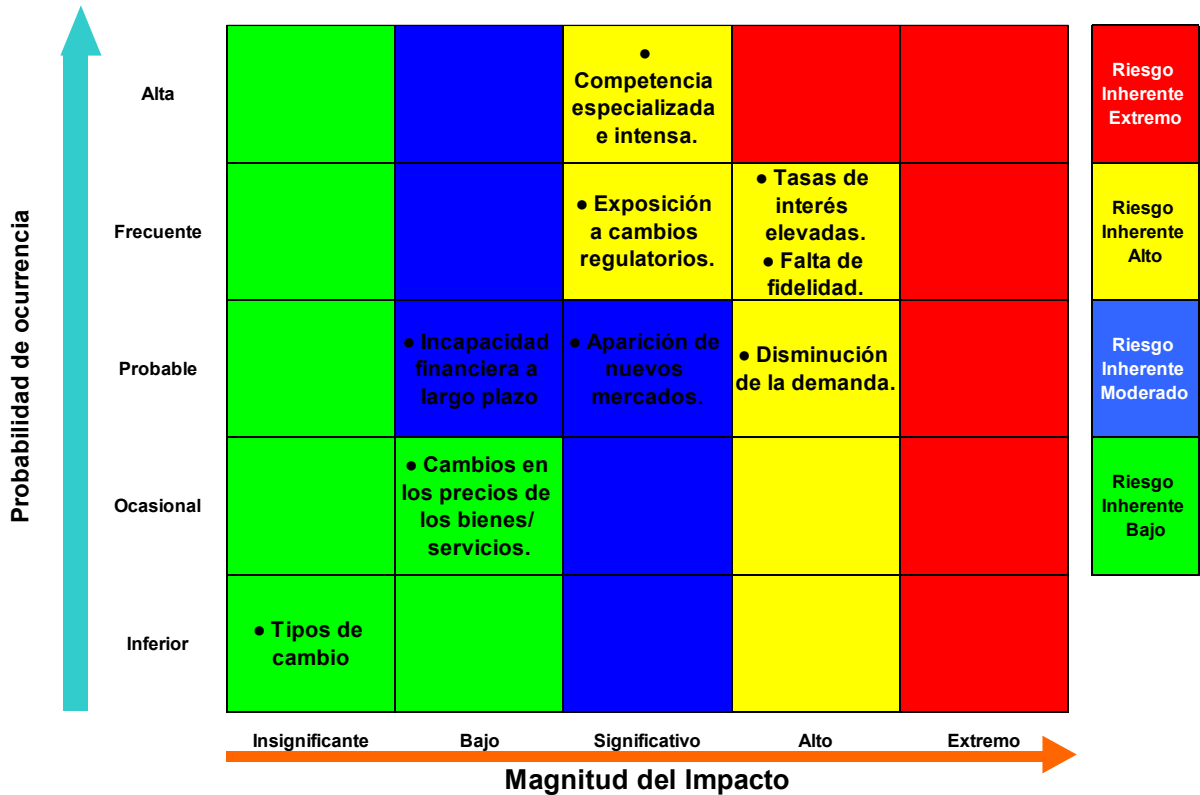 Probabilidad de ocurrencia
Alta
●
Competencia
especializada
e intensa.
Frecuente
● Exposición
a cambios
regulatorios.
● Tasas de
interés
elevadas.
● Falta de
fidelidad.
Probable
● Incapacidad
financiera a
largo plazo
● Aparición de
nuevos
mercados.
● Disminución
de la demanda.
Ocasional
● Cambios en
los precios de
los bienes/
servicios.
Inferior
● Tipos de
cambio
Insignificante
Bajo
Significativo
Alto
Extremo
Magnitud del Impacto
Riesgo
Inherente
Extremo
Riesgo
Inherente
Alto
Riesgo
Inherente
Moderado
Riesgo
Inherente
Bajo